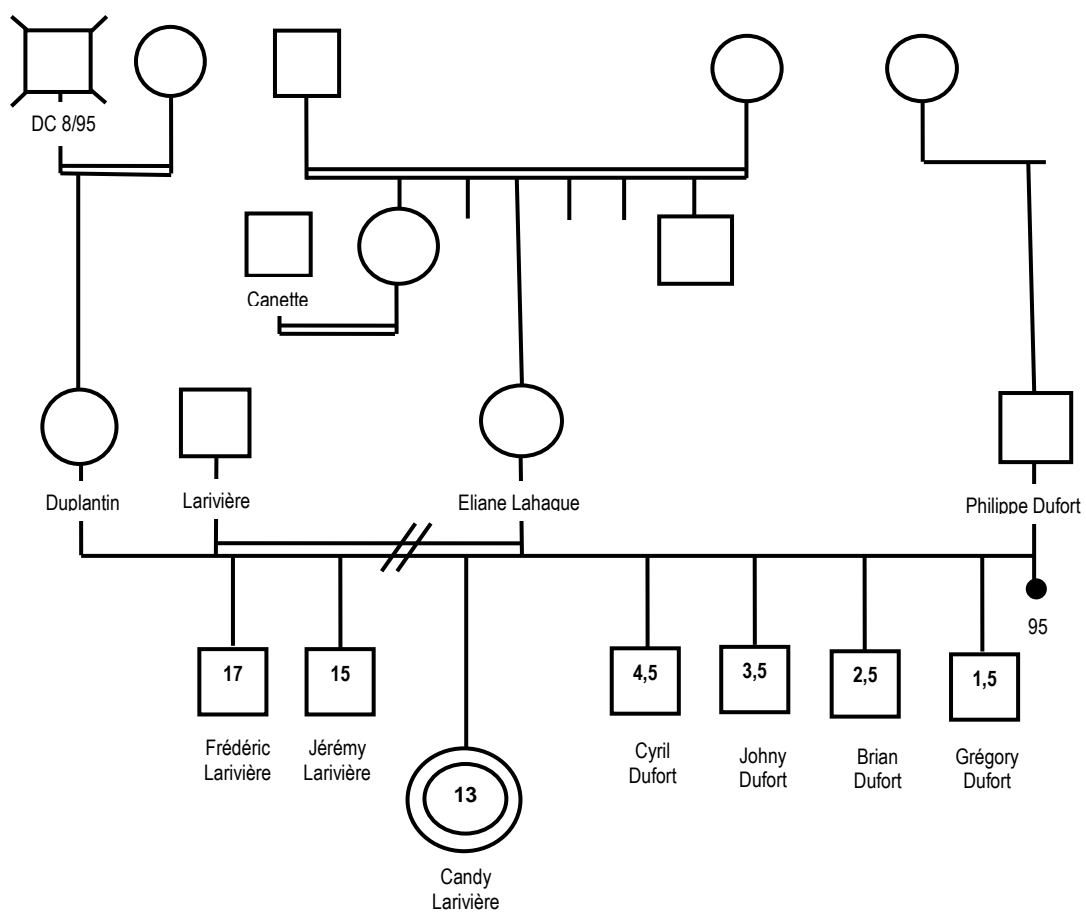 DC 8/95
Canette
Duplantin
Larivière
Eliane Lahaque
Philippe Dufort
95
17
15
4,5
3,5
2,5
1,5
Frédéric
Larivière
Jérémy
Larivière
Cyril
Dufort
Johny
Dufort
Brian
Dufort
Grégory
Dufort
13
Candy
Larivière